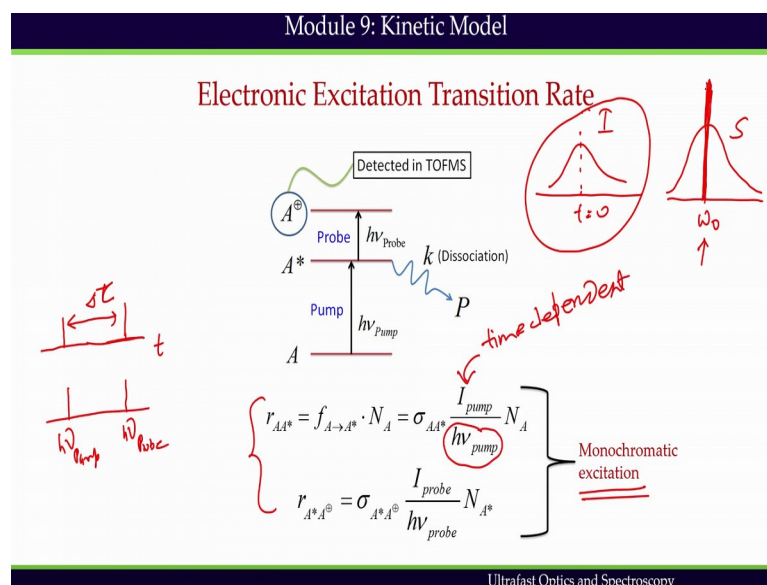 Module 9: Kinetic Model
Electronic Excitation Transition Rate
I
S
Detected in TOFMS
t=0
ω₀
A⊕
Probe
hν_Probe
A*
k (Dissociation)
Δt
Pump
hν_Pump
P
time dependent
t
A
r_AA* = f_A→A* · N_A = σ_AA* I_pump / hν_pump N_A
hν_Pump
hν_Probe
Monochromatic
excitation
r_A*A⊕ = σ_A*A⊕ I_probe / hν_probe N_A*
Ultrafast Optics and Spectroscopy